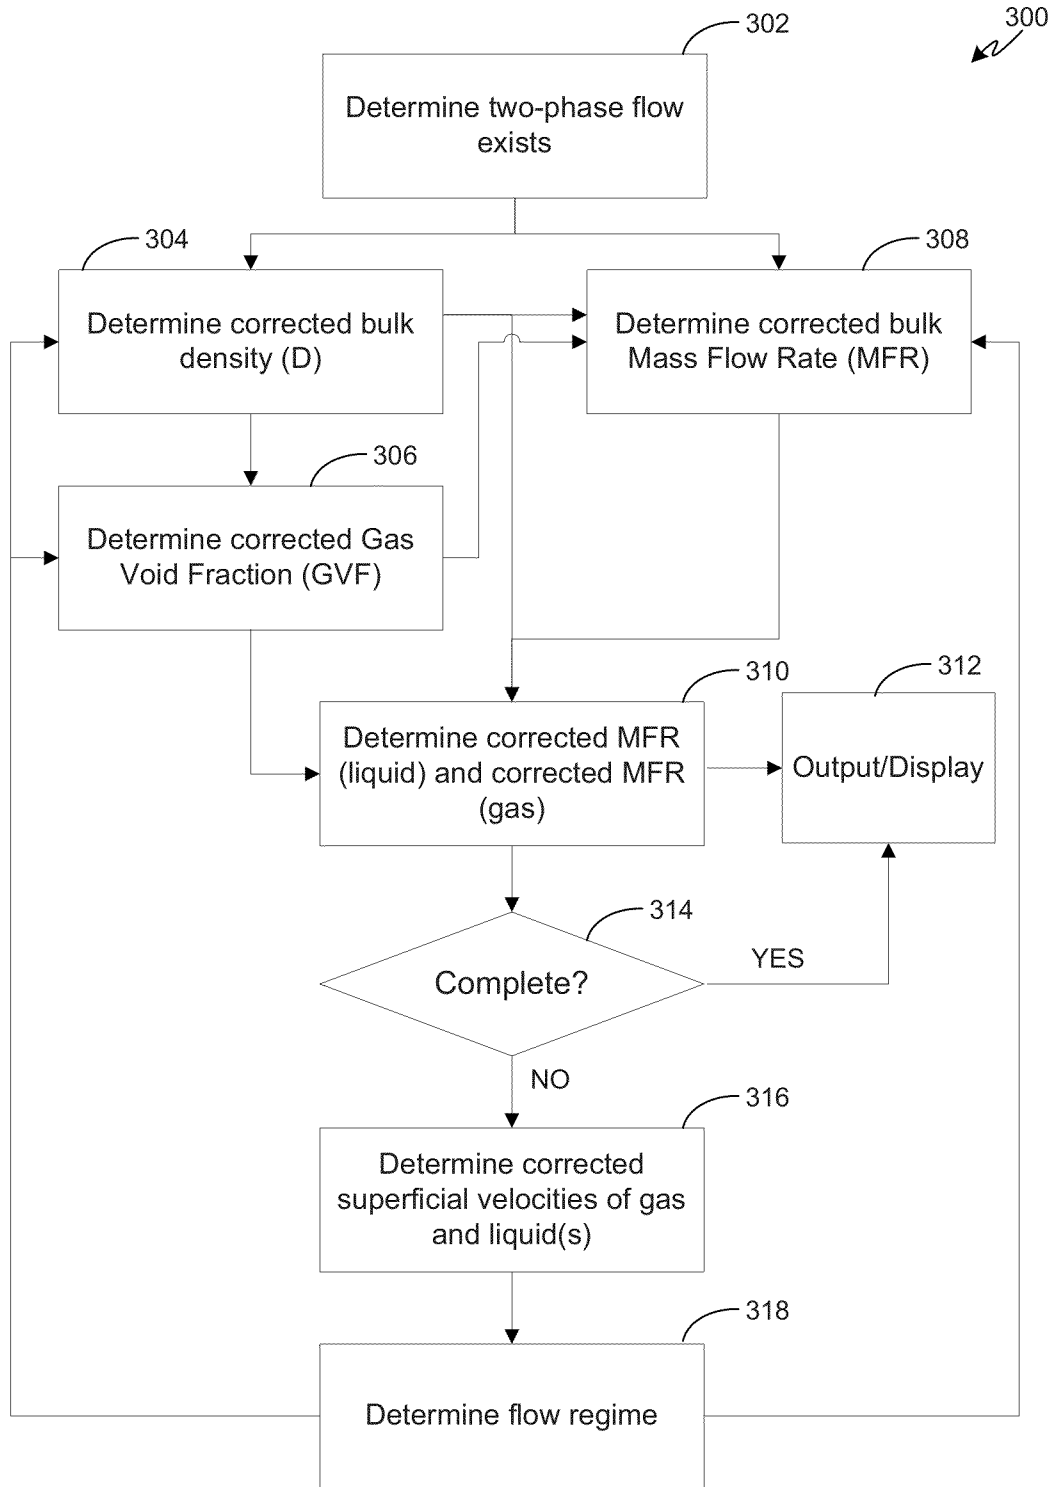 300
302
Determine two-phase flow
exists
304
308
Determine corrected bulk
density (D)
Determine corrected bulk
Mass Flow Rate (MFR)
306
Determine corrected Gas
Void Fraction (GVF)
310
312
Determine corrected MFR
(liquid) and corrected MFR
(gas)
Output/Display
314
Complete?
YES
NO
316
Determine corrected
superficial velocities of gas
and liquid(s)
318
Determine flow regime